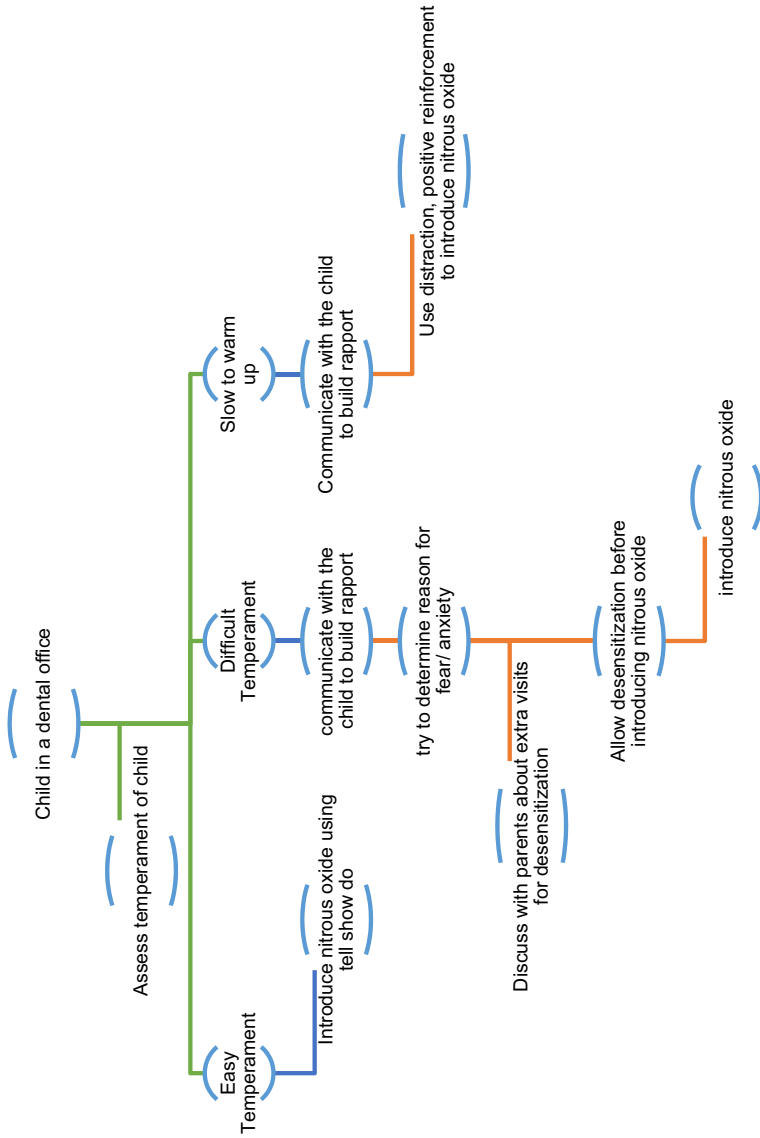 Child in a dental office
Assess temperament of child
Easy
Temperament
Introduce nitrous oxide using
tell show do
Difficult
Temperament
communicate with the
child to build rapport
try to determine reason for
fear/ anxiety
Discuss with parents about extra visits
for desensitization
Allow desensitization before
introducing nitrous oxide
introduce nitrous oxide
Slow to warm
up
Communicate with the child
to build rapport
Use distraction, positive reinforcement
to introduce nitrous oxide